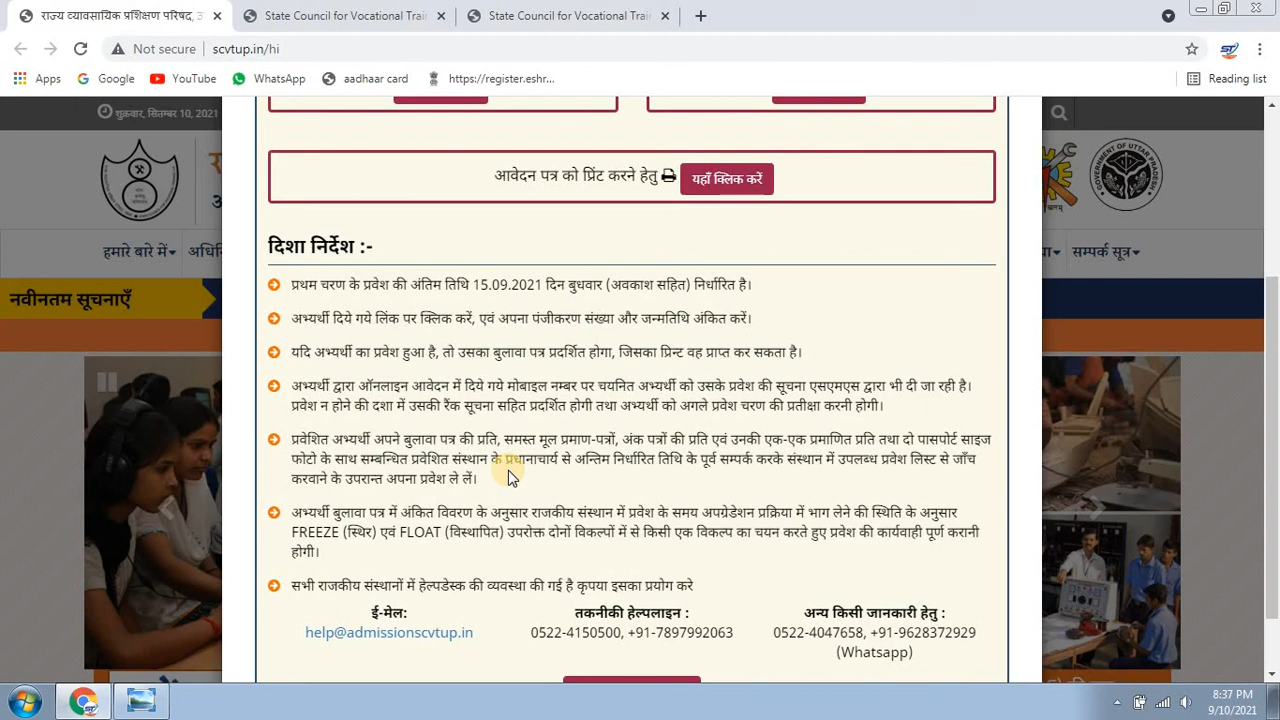 राज्य व्यावसायिक प्रशिक्षण परिषद, उ
State Council for Vocational Trai
State Council for Vocational Trai
Not secure
scvtup.in/hi
Apps
Google
YouTube
WhatsApp
aadhaar card
https://register.eshr...
Reading list
शुक्रवार, सितम्बर 10, 2021
GOVERNMENT OF UTTAR PRADESH
आवेदन पत्र को प्रिंट करने हेतु यहाँ क्लिक करें
हमारे बारे में
सम्पर्क सूत्र
नवीनतम सूचनाएँ
दिशा निर्देश :-
प्रथम चरण के प्रवेश की अंतिम तिथि 15.09.2021 दिन बुधवार (अवकाश सहित) निर्धारित है।
अभ्यर्थी दिये गये लिंक पर क्लिक करें, एवं अपना पंजीकरण संख्या और जन्मतिथि अंकित करें।
यदि अभ्यर्थी का प्रवेश हुआ है, तो उसका बुलावा पत्र प्रदर्शित होगा, जिसका प्रिन्ट वह प्राप्त कर सकता है।
अभ्यर्थी द्वारा ऑनलाइन आवेदन में दिये गये मोबाइल नम्बर पर चयनित अभ्यर्थी को उसके प्रवेश की सूचना एसएमएस द्वारा भी दी जा रही है।
प्रवेश न होने की दशा में उसकी रैंक सूचना सहित प्रदर्शित होगी तथा अभ्यर्थी को अगले प्रवेश चरण की प्रतीक्षा करनी होगी।
प्रवेशित अभ्यर्थी अपने बुलावा पत्र की प्रति, समस्त मूल प्रमाण-पत्रों, अंक पत्रों की प्रति एवं उनकी एक-एक प्रमाणित प्रति तथा दो पासपोर्ट साइज
फोटो के साथ सम्बन्धित प्रवेशित संस्थान के प्रधानाचार्य से अन्तिम निर्धारित तिथि के पूर्व सम्पर्क करके संस्थान में उपलब्ध प्रवेश लिस्ट से जाँच
करवाने के उपरान्त अपना प्रवेश ले लें।
अभ्यर्थी बुलावा पत्र में अंकित विवरण के अनुसार राजकीय संस्थान में प्रवेश के समय अपग्रेडेशन प्रक्रिया में भाग लेने की स्थिति के अनुसार
FREEZE (स्थिर) एवं FLOAT (विस्थापित) उपरोक्त दोनों विकल्पों में से किसी एक विकल्प का चयन करते हुए प्रवेश की कार्यवाही पूर्ण करानी
होगी।
सभी राजकीय संस्थानों में हेल्पडेस्क की व्यवस्था की गई है कृपया इसका प्रयोग करे
ई-मेल:
help@admissionscvtup.in
तकनीकी हेल्पलाइन :
0522-4150500, +91-7897992063
अन्य किसी जानकारी हेतु :
0522-4047658, +91-9628372929
(Whatsapp)
8:37 PM
9/10/2021